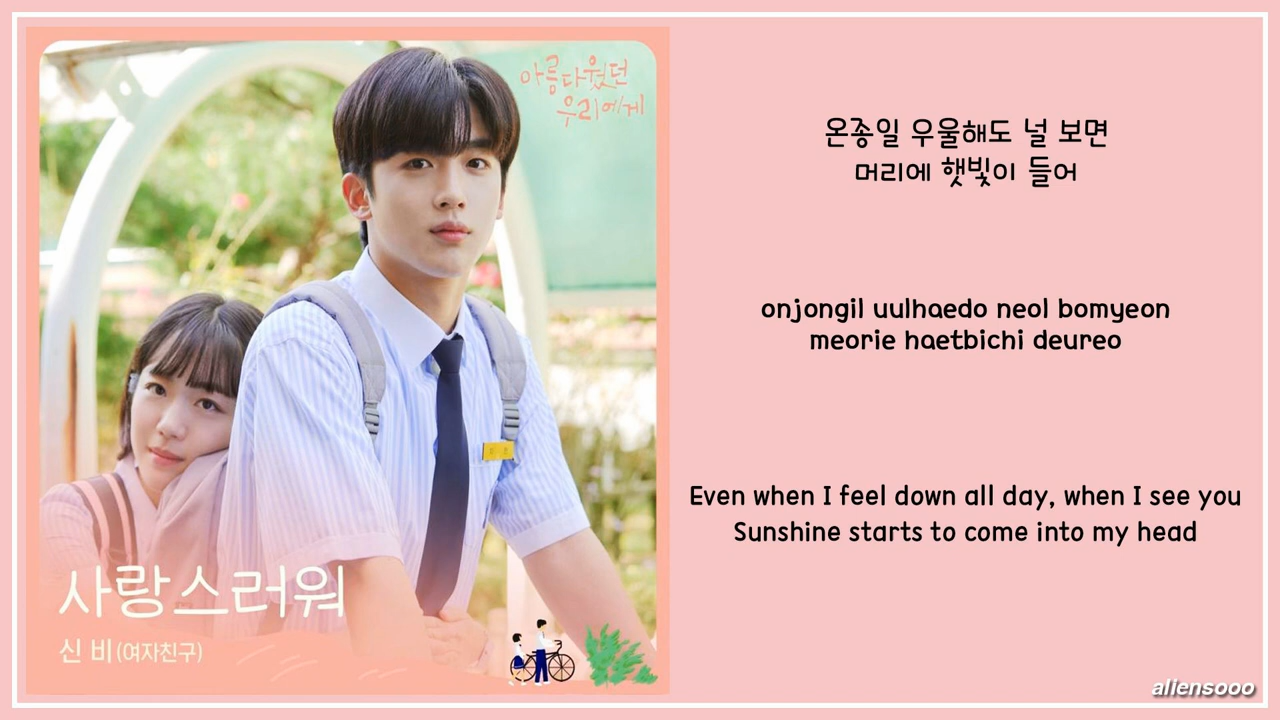 아름다웠던
우리에게
사랑스러워
신비(여자친구)
온종일 우울해도 널 보면
머리에 햇빛이 들어
onjongil uulhaedo neol bomyeon
meorie haetbichi deureo
Even when I feel down all day, when I see you
Sunshine starts to come into my head
aliensooo